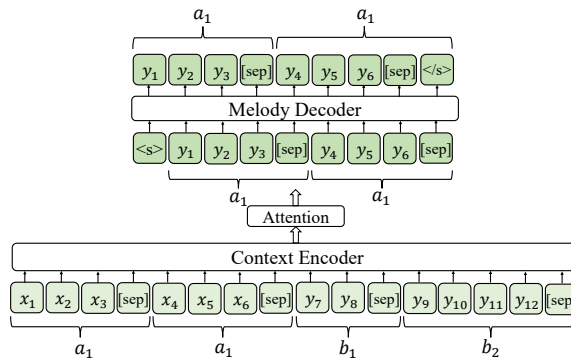 a₁ a₁
y₁ y₂ y₃ [sep] y₄ y₅ y₆ [sep] </s>
Melody Decoder
<s> y₁ y₂ y₃ [sep] y₄ y₅ y₆ [sep]
a₁ a₁
Attention
Context Encoder
x₁ x₂ x₃ [sep] x₄ x₅ x₆ [sep] y₇ y₈ [sep] y₉ y₁₀ y₁₁ y₁₂ [sep
a₁ a₁ b₁ b₂